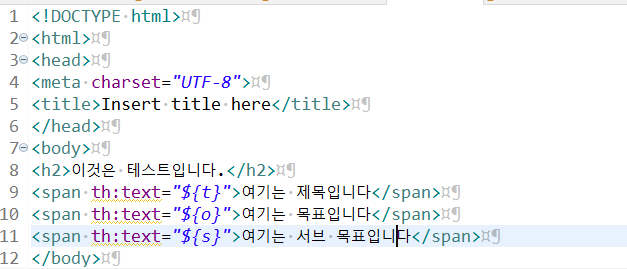 1 <!DOCTYPE html>¤¶
2 <html>¤¶
3 <head>¤¶
4 <meta charset="UTF-8">¤¶
5 <title>Insert title here</title>¤¶
6 </head>¤¶
7 <body>¤¶
8 <h2>이것은 테스트입니다.</h2>¤¶
9 <span th:text="${t}">여기는 제목입니다</span>¤¶
10 <span th:text="${o}">여기는 목표입니다</span>¤¶
11 <span th:text="${s}">여기는 서브 목표입니다</span>¤¶
12 </body>¤¶